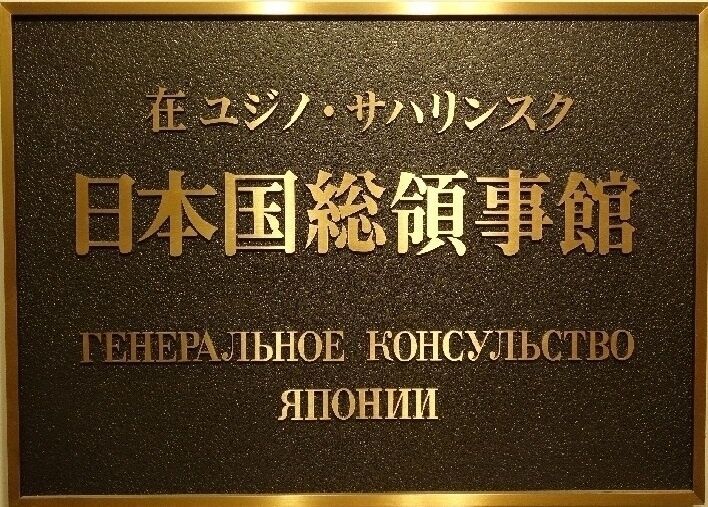 在ユジノ・サハリンスク
日本国総領事館
ГЕНЕРАЛЬНОЕ КОНСУЛЬСТВО
ЯПОНИИ